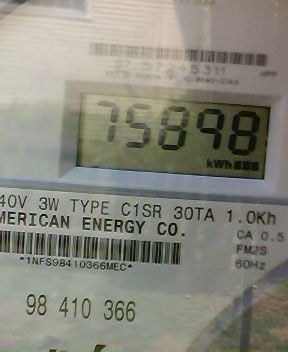 75898
kWh
40V 3W TYPE C1SR 30TA 1.0Kh
MERICAN ENERGY CO. CA 0.5
FM2S
*1NFS98410366MEC* 60Hz
98 410 366